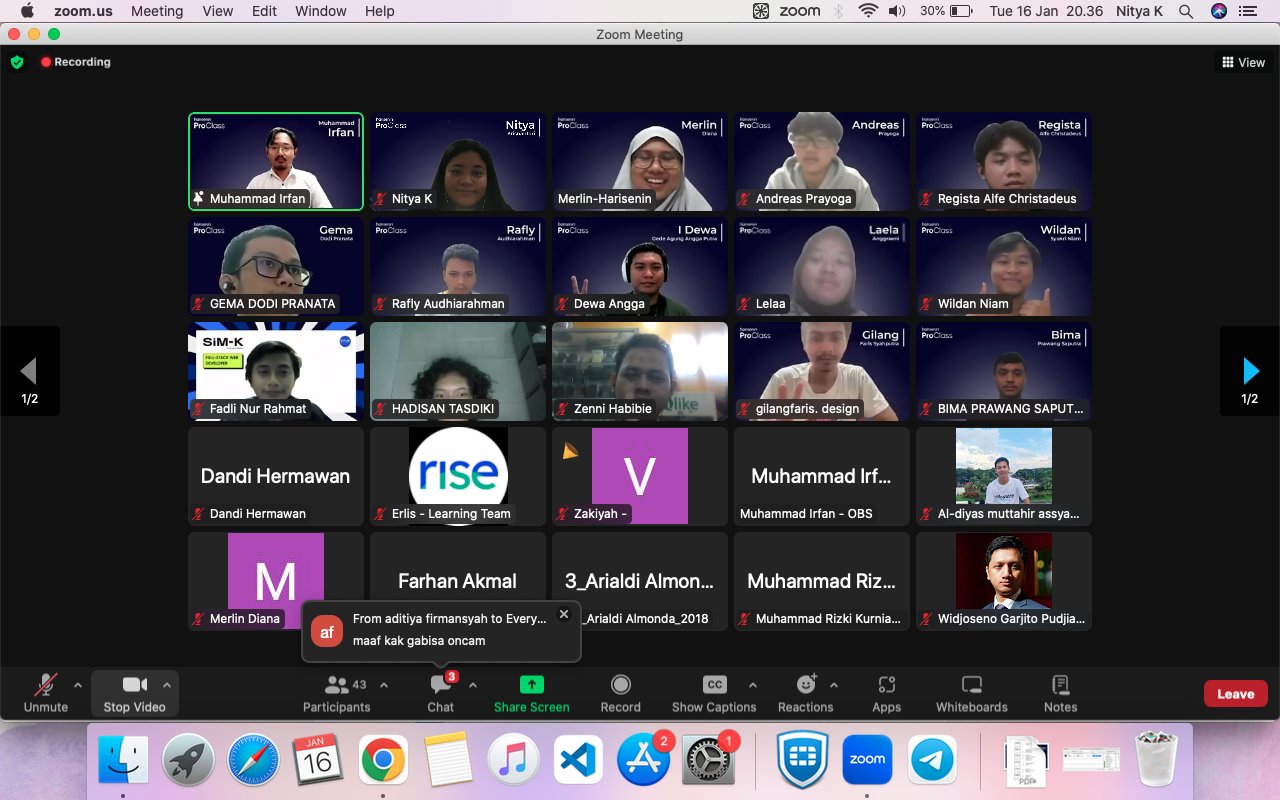 zoom.us Meeting View Edit Window Help
zoom 30% Tue 16 Jan 20.36 Nitya K
Zoom Meeting
Recording
View
ProClass
Muhammad
Irfan
Muhammad Irfan
ProClass
Nitya
Nitya K
ProClass
Merlin
Diana
Merlin-Harisenin
ProClass
Andreas
Prayoga
Andreas Prayoga
ProClass
Regista
Alfe Christadeus
Regista Alfe Christadeus
ProClass
Gema
Dodi Pranata
GEMA DODI PRANATA
ProClass
Rafly
Audhiarahman
Rafly Audhiarahman
ProClass
I Dewa
Gede Agung Angga Putra
Dewa Angga
ProClass
Laela
Anggraeni
Lelaa
ProClass
Wildan
Syukri Niam
Wildan Niam
1/2
1/2
SiM-K
FULL-STACK WEB
DEVELOPER
Fadli Nur Rahmat
HADISAN TASDIKI
Qlike
Zenni Habibie
ProClass
Gilang
Faris Syahputra
gilangfaris. design
ProClass
Bima
Prawang Saputra
BIMA PRAWANG SAPUT...
Dandi Hermawan
Dandi Hermawan
rise
Erlis - Learning Team
V
Zakiyah -
Muhammad Irf...
Muhammad Irfan - OBS
Al-diyas muttahir assya...
M
Merlin Diana
Farhan Akmal
3_Arialdi Almon...
_Arialdi Almonda_2018
Muhammad Riz...
Muhammad Rizki Kurnia...
Widjoseno Garjito Pudjia...
af
From aditiya firmansyah to Every...
maaf kak gabisa oncam
Unmute
Stop Video
43
Participants
3
Chat
Share Screen
Record
CC
Show Captions
Reactions
Apps
Whiteboards
Notes
Leave
JAN
16
2
1
zoom
PDF